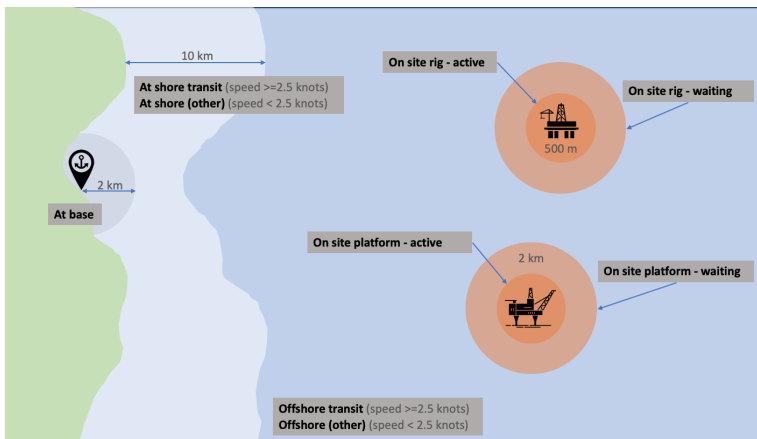 10 km
On site rig - active
At shore transit (speed >=2.5 knots)
At shore (other) (speed < 2.5 knots)
On site rig - waiting
500 m
2 km
At base
On site platform - active
2 km
On site platform - waiting
Offshore transit (speed >=2.5 knots)
Offshore (other) (speed < 2.5 knots)